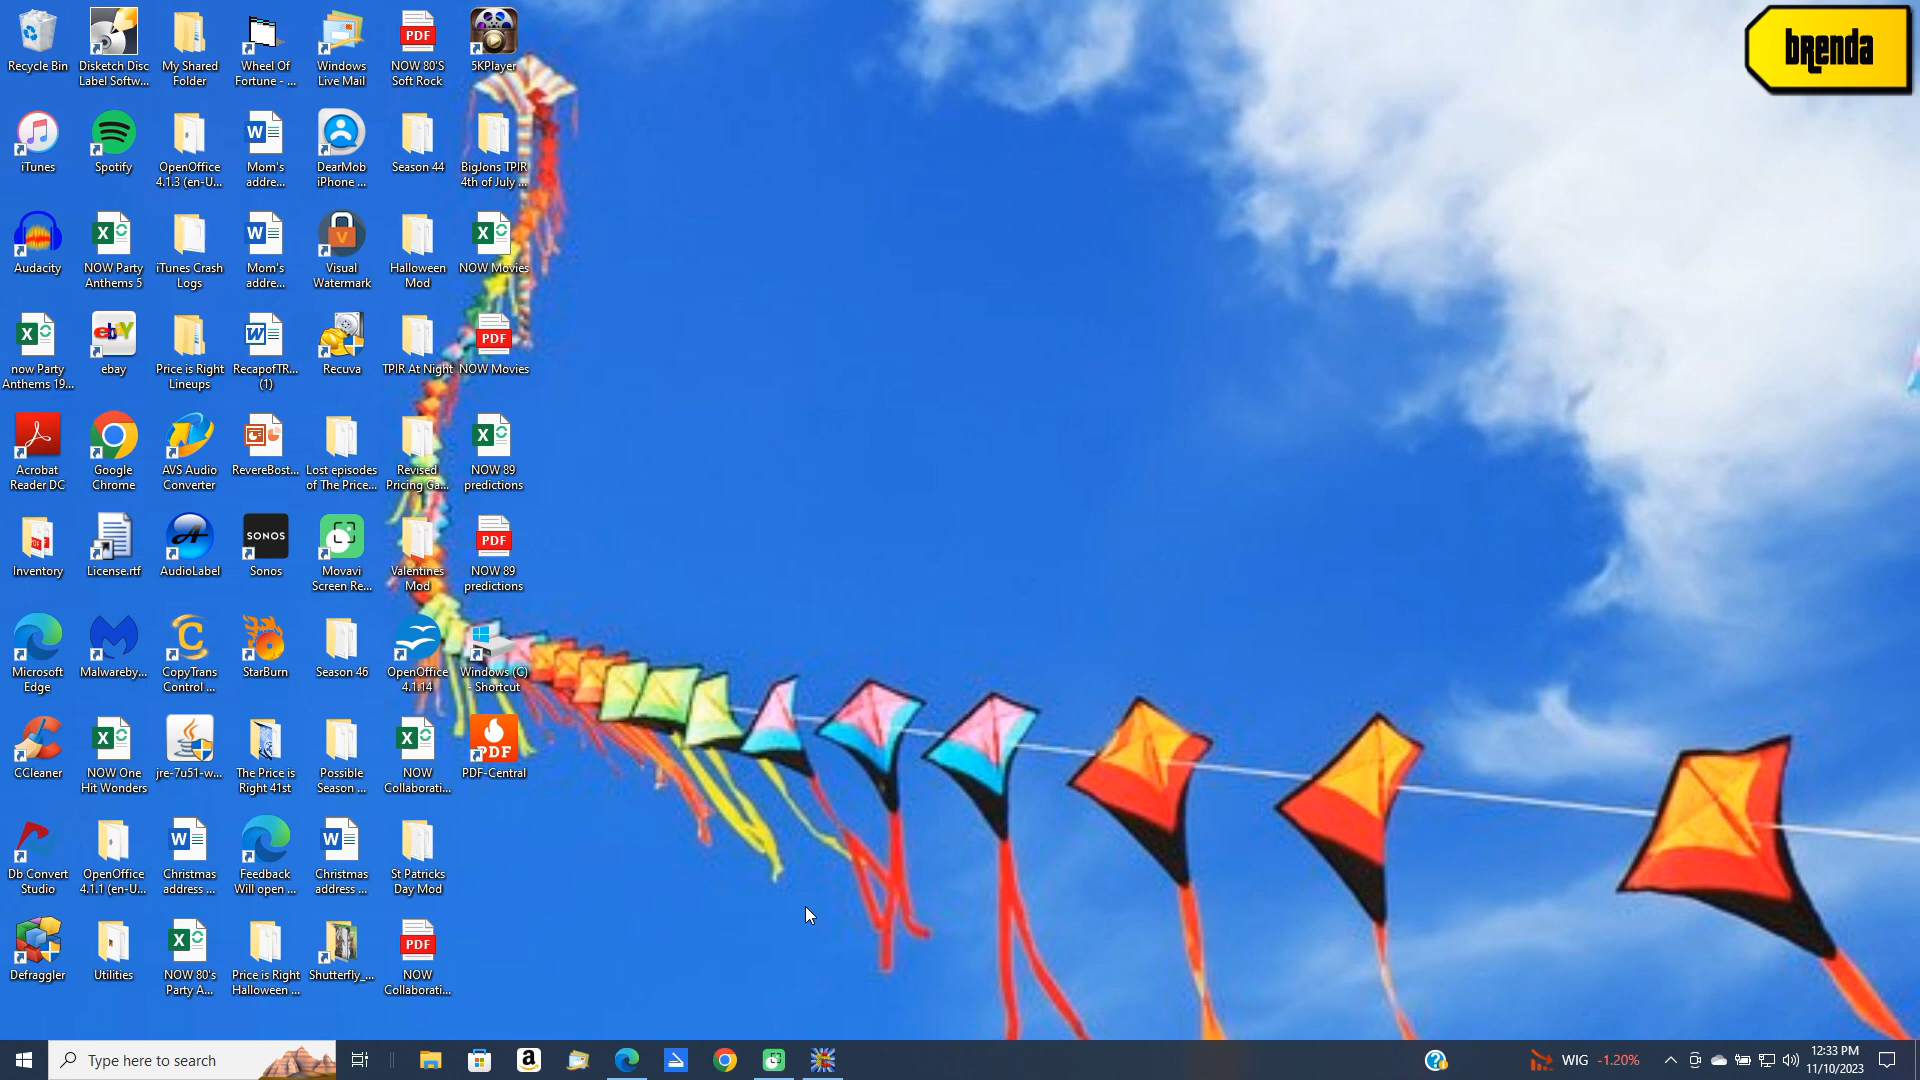 brenda
Recycle Bin
Disketch Disc
Label Softw...
My Shared
Folder
Wheel Of
Fortune - ...
Windows
Live Mail
PDF
NOW 80'S
Soft Rock
5KPlayer
iTunes
Spotify
OpenOffice
4.1.3 (en-U...
Mom's
addre...
DearMob
iPhone ...
Season 44
BigJons TPIR
4th of July ...
Audacity
NOW Party
Anthems 5
iTunes Crash
Logs
Mom's
addre...
Visual
Watermark
Halloween
Mod
NOW Movies
now Party
Anthems 19...
ebay
ebay
Price is Right
Lineups
RecapofTR...
(1)
Recuva
TPIR At Night
PDF
NOW Movies
Acrobat
Reader DC
Google
Chrome
AVS Audio
Converter
RevereBost...
Lost episodes
of The Price...
Revised
Pricing Ga...
NOW 89
predictions
Inventory
License.rtf
AudioLabel
SONOS
Sonos
Movavi
Screen Re...
Valentines
Mod
PDF
NOW 89
predictions
Microsoft
Edge
Malwareby...
CopyTrans
Control ...
StarBurn
Season 46
OpenOffice
4.1.14
Windows (C)
- Shortcut
CCleaner
NOW One
Hit Wonders
jre-7u51-w...
The Price is
Right 41st
Possible
Season ...
NOW
Collaborati...
PDF
PDF-Central
Db Convert
Studio
OpenOffice
4.1.1 (en-U...
Christmas
address ...
Feedback
Will open ...
Christmas
address ...
St Patricks
Day Mod
Defraggler
Utilities
NOW 80's
Party A...
Price is Right
Halloween ...
Shutterfly_...
PDF
NOW
Collaborati...
Type here to search
WIG -1.20%
12:33 PM
11/10/2023